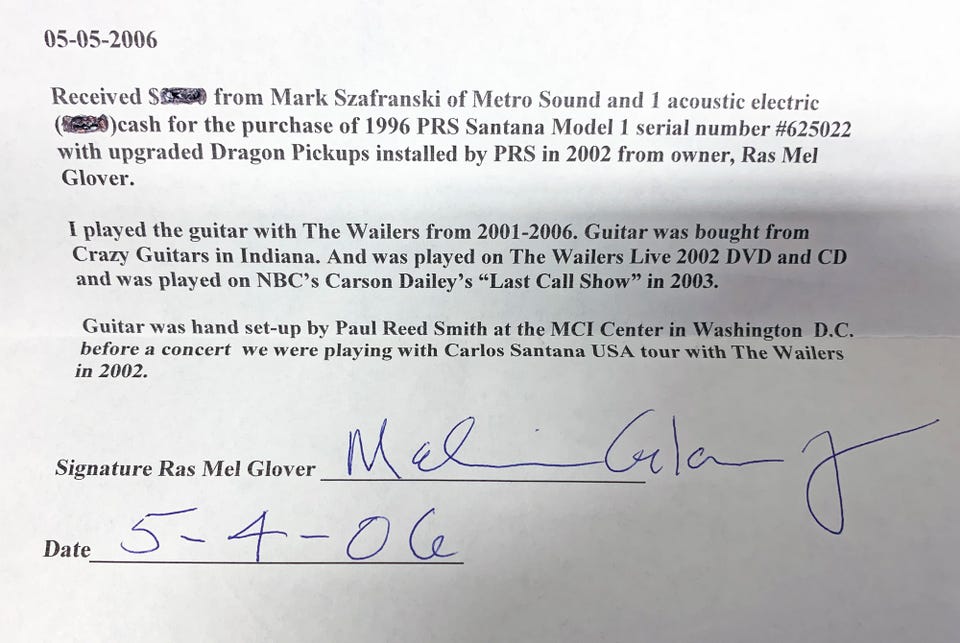 05-05-2006
Received $ from Mark Szafranski of Metro Sound and 1 acoustic electric
( )cash for the purchase of 1996 PRS Santana Model 1 serial number #625022
with upgraded Dragon Pickups installed by PRS in 2002 from owner, Ras Mel
Glover.
I played the guitar with The Wailers from 2001-2006. Guitar was bought from
Crazy Guitars in Indiana. And was played on The Wailers Live 2002 DVD and CD
and was played on NBC's Carson Dailey's “Last Call Show” in 2003.
Guitar was hand set-up by Paul Reed Smith at the MCI Center in Washington D.C.
before a concert we were playing with Carlos Santana USA tour with The Wailers
in 2002.
Signature Ras Mel Glover
Date 5-4-06